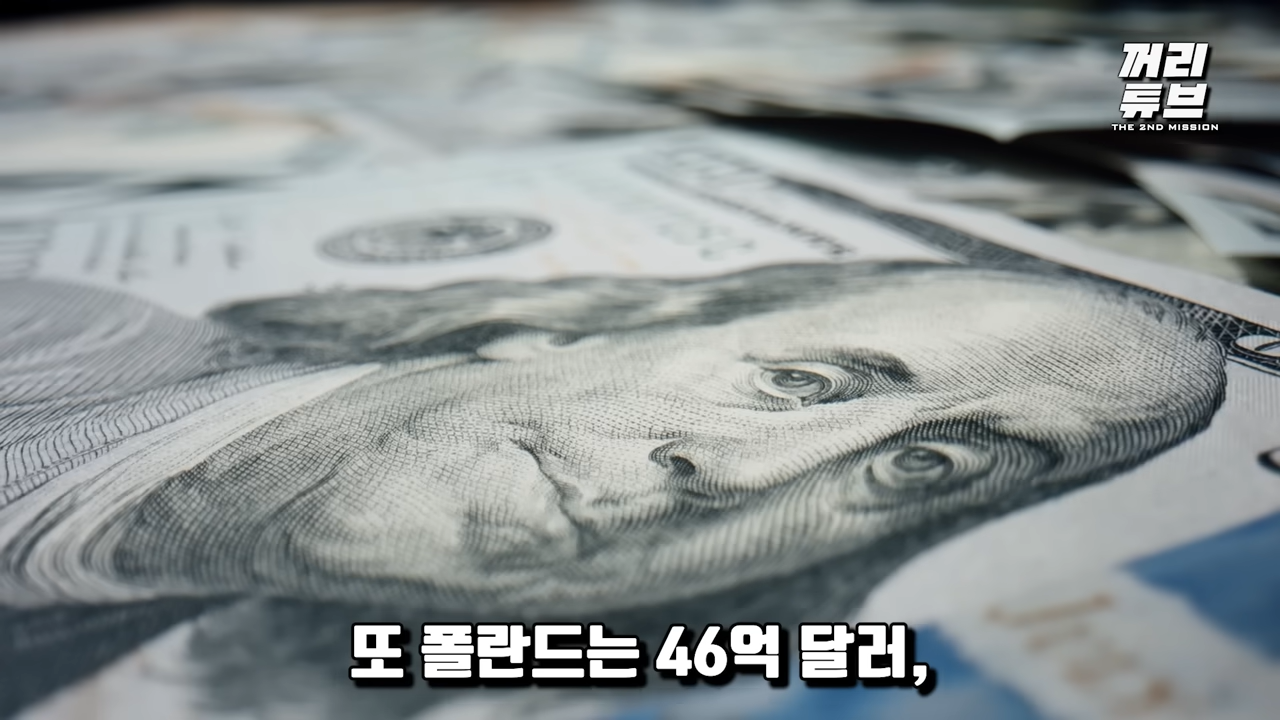 꺼리
튜브
THE 2ND MISSION
또 폴란드는 46억 달러,